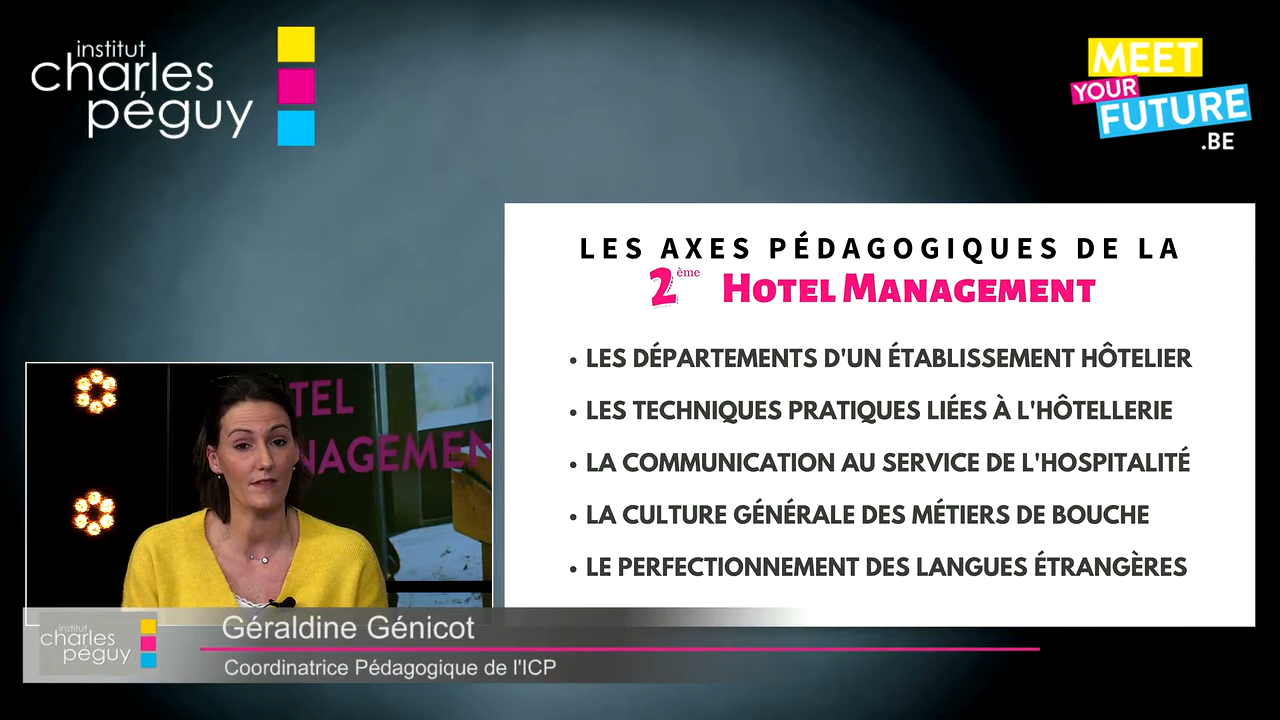 institut
charles
péguy
MEET
YOUR
FUTURE
.BE
LES AXES PÉDAGOGIQUES DE LA
2ème HOTEL MANAGEMENT
• LES DÉPARTEMENTS D'UN ÉTABLISSEMENT HÔTELIER
• LES TECHNIQUES PRATIQUES LIÉES À L'HÔTELLERIE
• LA COMMUNICATION AU SERVICE DE L'HOSPITALITÉ
• LA CULTURE GÉNÉRALE DES MÉTIERS DE BOUCHE
• LE PERFECTIONNEMENT DES LANGUES ÉTRANGÈRES
TEL
NAGEMEN
institut
charles
péguy
Géraldine Génicot
Coordinatrice Pédagogique de l'ICP